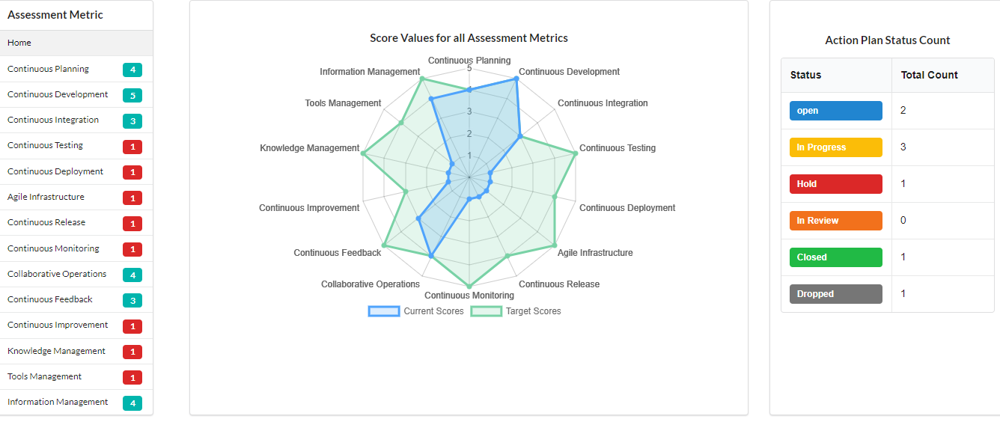 Assessment Metric
Home
Continuous Planning 4
Continuous Development 5
Continuous Integration 3
Continuous Testing 1
Continuous Deployment 1
Agile Infrastructure 1
Continuous Release 1
Continuous Monitoring 1
Collaborative Operations 4
Continuous Feedback 3
Continuous Improvement 1
Knowledge Management 1
Tools Management 1
Information Management 4
Score Values for all Assessment Metrics
Continuous Planning
5
Information Management
Continuous Development
Tools Management
Continuous Integration
3
2
Knowledge Management
Continuous Testing
1
Continuous Improvement
Continuous Deployment
Continuous Feedback
Agile Infrastructure
Collaborative Operations
Continuous Release
Continuous Monitoring
Current Scores Target Scores
Action Plan Status Count
Status Total Count
open 2
In Progress 3
Hold 1
In Review 0
Closed 1
Dropped 1